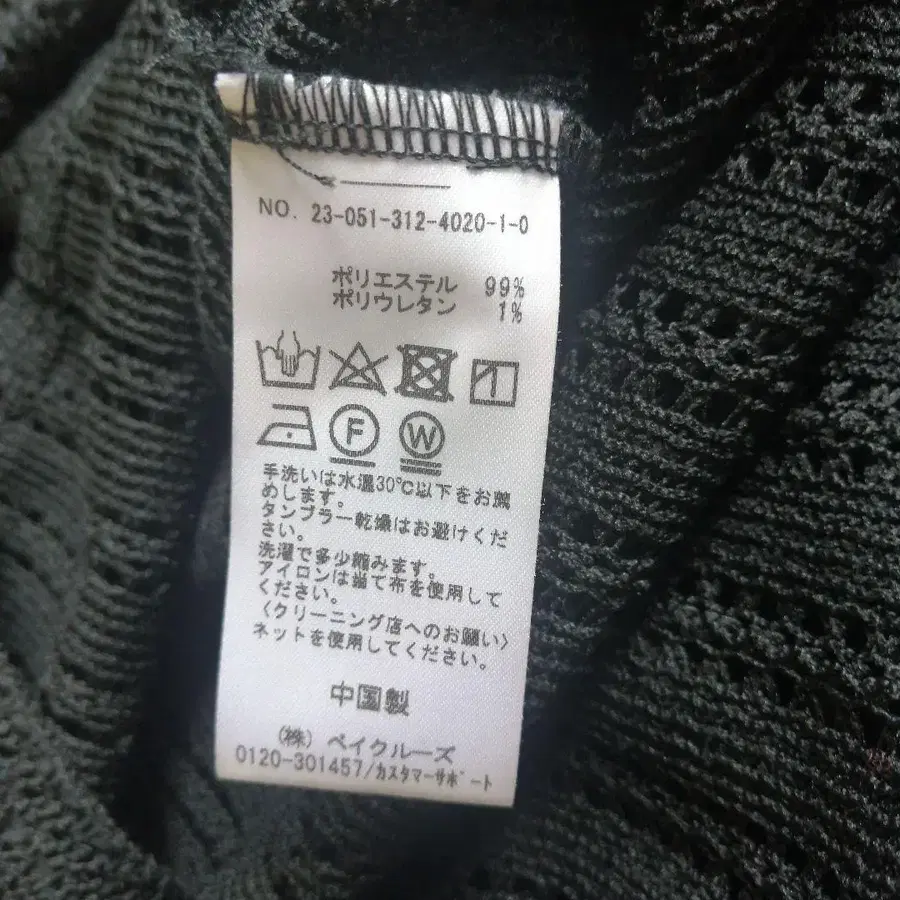 NO. 23-051-312-4020-1-0
ポリエステル 99%
ポリウレタン 1%
F W
手洗いは水温30℃以下をお薦
めします。
タンブラー乾燥はお避けくだ
さい。
洗濯で多少縮みます。
アイロンは当て布を使用して
ください。
〈クリーニング店へのお願い〉
ネットを使用してください。
中国製
(株) ベイクルーズ
0120-301457/カスタマーサポート